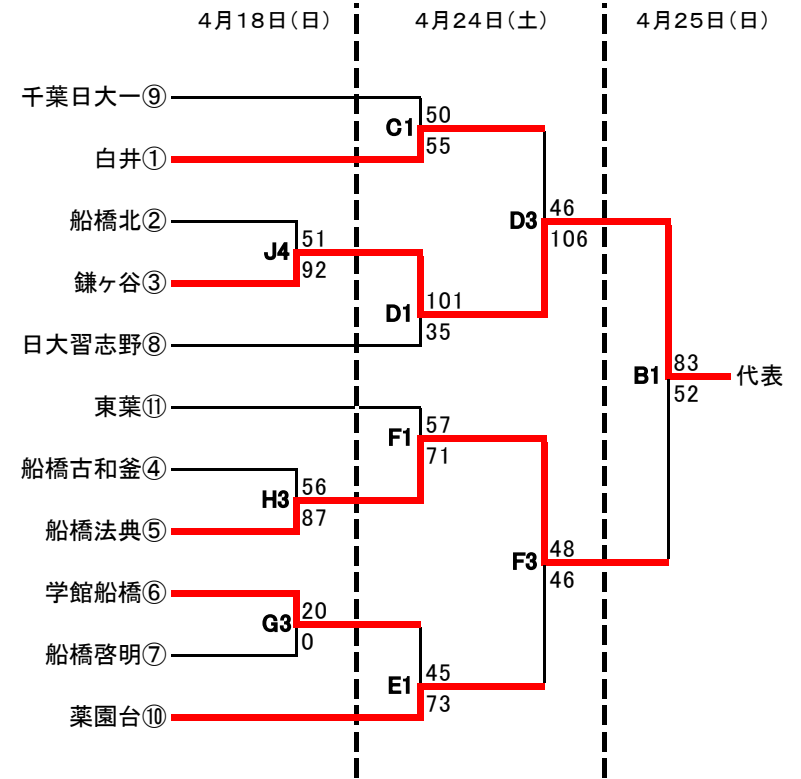 4月18日(日) 4月24日(土) 4月25日(日)
千葉日大一⑨
50
C1
55
白井①
船橋北②
46
D3
106
51
J4
92
鎌ヶ谷③
101
D1
35
日大習志野⑧
83
B1
代表
52
東葉⑪
57
F1
71
船橋古和釜④
56
H3
87
船橋法典⑤
48
F3
46
学館船橋⑥
20
G3
0
船橋啓明⑦
45
E1
73
薬園台⑩